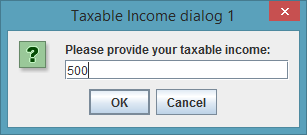 Taxable Income dialog 1
?
Please provide your taxable income:
500
OK Cancel